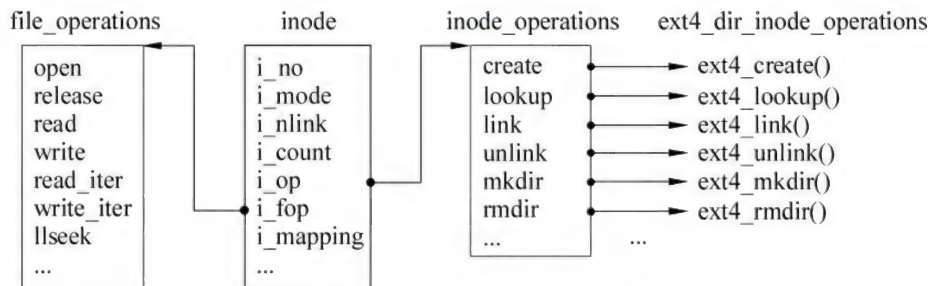 file_operations inode inode_operations ext4_dir_inode_operations
open i_no create ext4_create()
release i_mode lookup ext4_lookup()
read i_nlink link ext4_link()
write i_count unlink ext4_unlink()
read_iter i_op mkdir ext4_mkdir()
write_iter i_fop rmdir ext4_rmdir()
llseek i_mapping ... ...
... ...